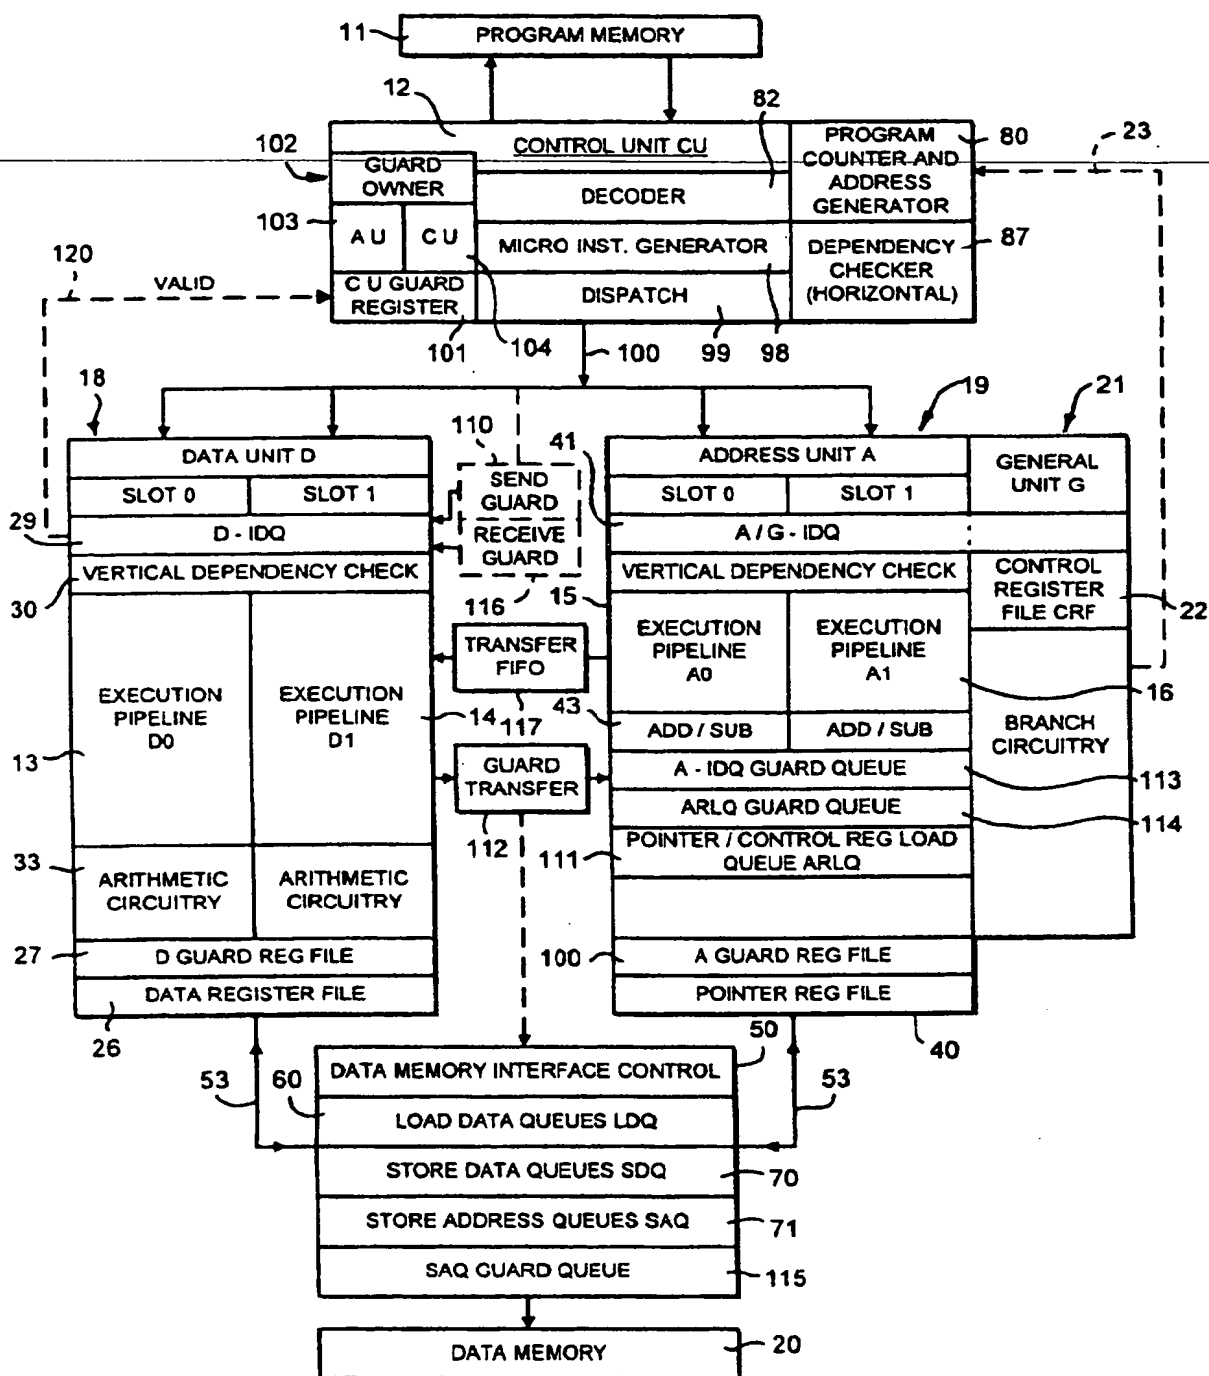 11
PROGRAM MEMORY
12
82
CONTROL UNIT CU
PROGRAM
COUNTER AND
ADDRESS
GENERATOR
80
23
102
GUARD
OWNER
DECODER
103
A U
C U
MICRO INST. GENERATOR
DEPENDENCY
CHECKER
(HORIZONTAL)
87
120
VALID
C U GUARD
REGISTER
DISPATCH
101
104
100
99
98
18
19
21
110
41
DATA UNIT D
ADDRESS UNIT A
GENERAL
UNIT G
SLOT 0
SLOT 1
SEND
GUARD
SLOT 0
SLOT 1
29
D - IDQ
RECEIVE
GUARD
A / G - IDQ
30
VERTICAL DEPENDENCY CHECK
116
15
VERTICAL DEPENDENCY CHECK
CONTROL
REGISTER
FILE CRF
22
TRANSFER
FIFO
117
EXECUTION
PIPELINE
A0
EXECUTION
PIPELINE
A1
16
EXECUTION
PIPELINE
D0
EXECUTION
PIPELINE
D1
14
13
43
ADD / SUB
ADD / SUB
BRANCH
CIRCUITRY
GUARD
TRANSFER
112
A - IDQ GUARD QUEUE
113
ARLQ GUARD QUEUE
114
111
POINTER / CONTROL REG LOAD
QUEUE ARLQ
33
ARITHMETIC
CIRCUITRY
ARITHMETIC
CIRCUITRY
27
D GUARD REG FILE
100
A GUARD REG FILE
DATA REGISTER FILE
POINTER REG FILE
26
50
40
53
60
DATA MEMORY INTERFACE CONTROL
53
LOAD DATA QUEUES LDQ
STORE DATA QUEUES SDQ
70
STORE ADDRESS QUEUES SAQ
71
SAQ GUARD QUEUE
115
DATA MEMORY
20